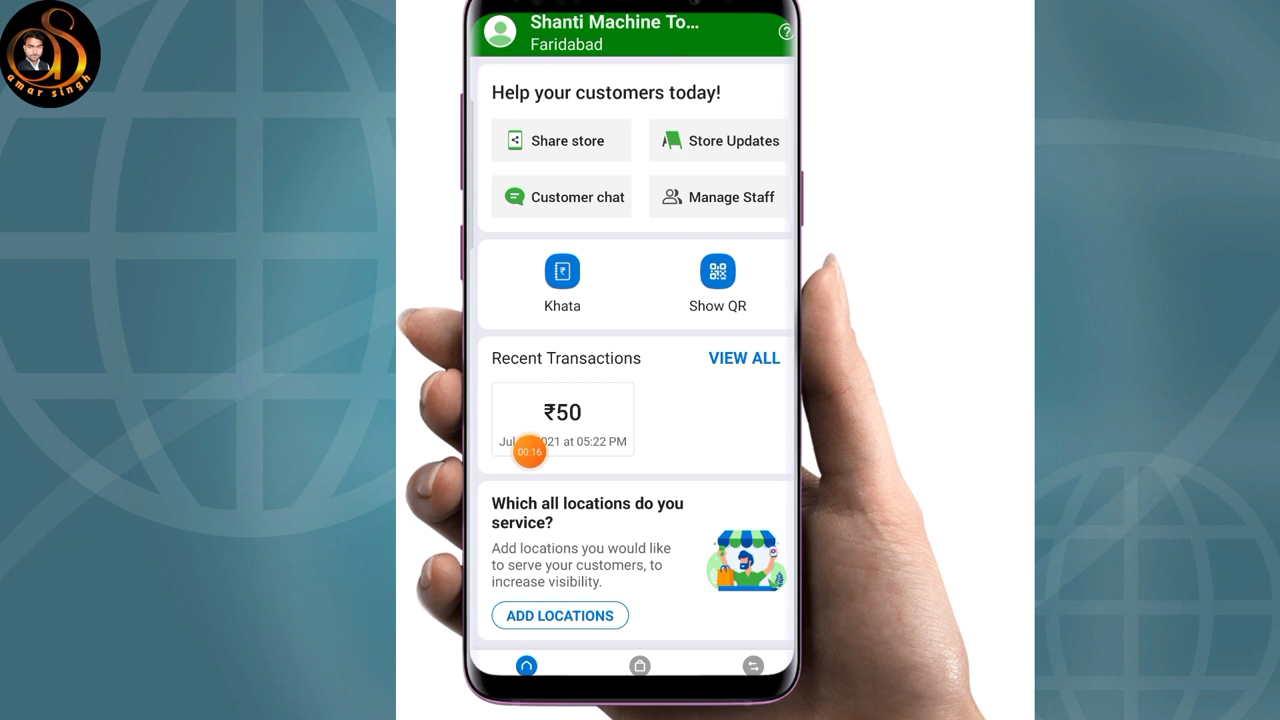 amar singh
Shanti Machine To...
Faridabad
Help your customers today!
Share store
Store Updates
Customer chat
Manage Staff
Khata
Show QR
Recent Transactions
VIEW ALL
₹50
Jul 21 at 05:22 PM
00:16
Which all locations do you
service?
Add locations you would like
to serve your customers, to
increase visibility.
ADD LOCATIONS